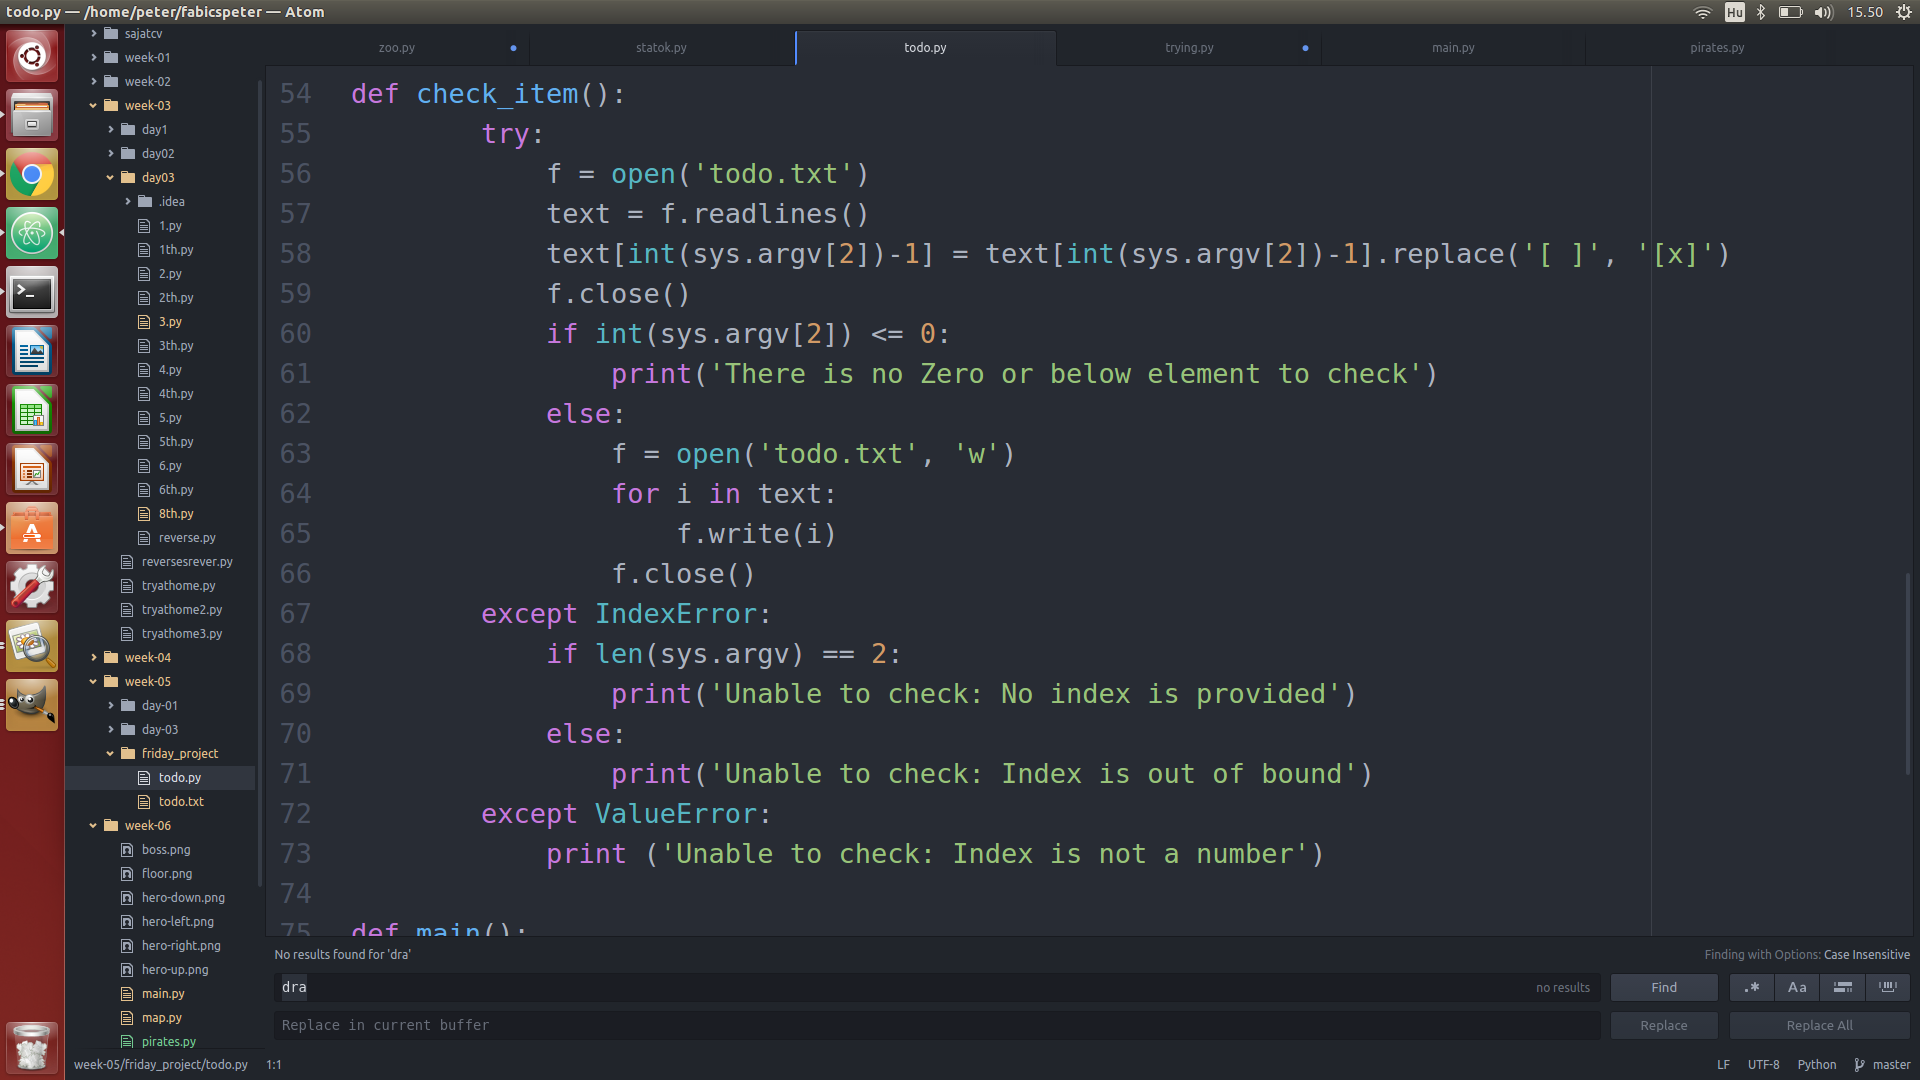 todo.py — /home/peter/fabicspeter — Atom
Hu
15.50
sajatcv
week-01
week-02
week-03
day1
day02
day03
.idea
1.py
1th.py
2.py
2th.py
3.py
3th.py
4.py
4th.py
5.py
5th.py
6.py
6th.py
8th.py
reverse.py
reversesrever.py
tryathome.py
tryathome2.py
tryathome3.py
week-04
week-05
day-01
day-03
friday_project
todo.py
todo.txt
week-06
boss.png
floor.png
hero-down.png
hero-left.png
hero-right.png
hero-up.png
main.py
map.py
pirates.py
zoo.py
statok.py
todo.py
trying.py
main.py
pirates.py
54 def check_item():
55 try:
56 f = open('todo.txt')
57 text = f.readlines()
58 text[int(sys.argv[2])-1] = text[int(sys.argv[2])-1].replace('[ ]', '[x]')
59 f.close()
60 if int(sys.argv[2]) <= 0:
61 print('There is no Zero or below element to check')
62 else:
63 f = open('todo.txt', 'w')
64 for i in text:
65 f.write(i)
66 f.close()
67 except IndexError:
68 if len(sys.argv) == 2:
69 print('Unable to check: No index is provided')
70 else:
71 print('Unable to check: Index is out of bound')
72 except ValueError:
73 print ('Unable to check: Index is not a number')
74
75 def main():
No results found for 'dra'
Finding with Options: Case Insensitive
dra
no results
Find
.*
Aa
Replace in current buffer
Replace
Replace All
week-05/friday_project/todo.py 1:1
LF UTF-8 Python master